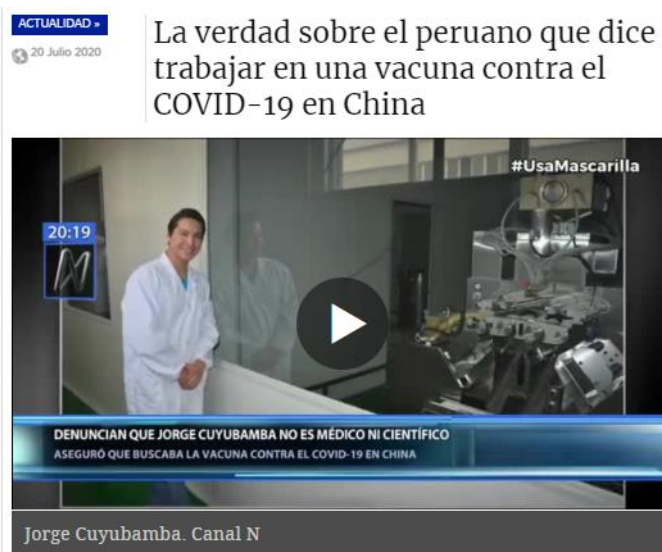 ACTUALIDAD »
20 Julio 2020
La verdad sobre el peruano que dice
trabajar en una vacuna contra el
COVID-19 en China
#UsaMascarilla
20:19
N
DENUNCIAN QUE JORGE CUYUBAMBA NO ES MÉDICO NI CIENTÍFICO
ASEGURÓ QUE BUSCABA LA VACUNA CONTRA EL COVID-19 EN CHINA
Jorge Cuyubamba. Canal N